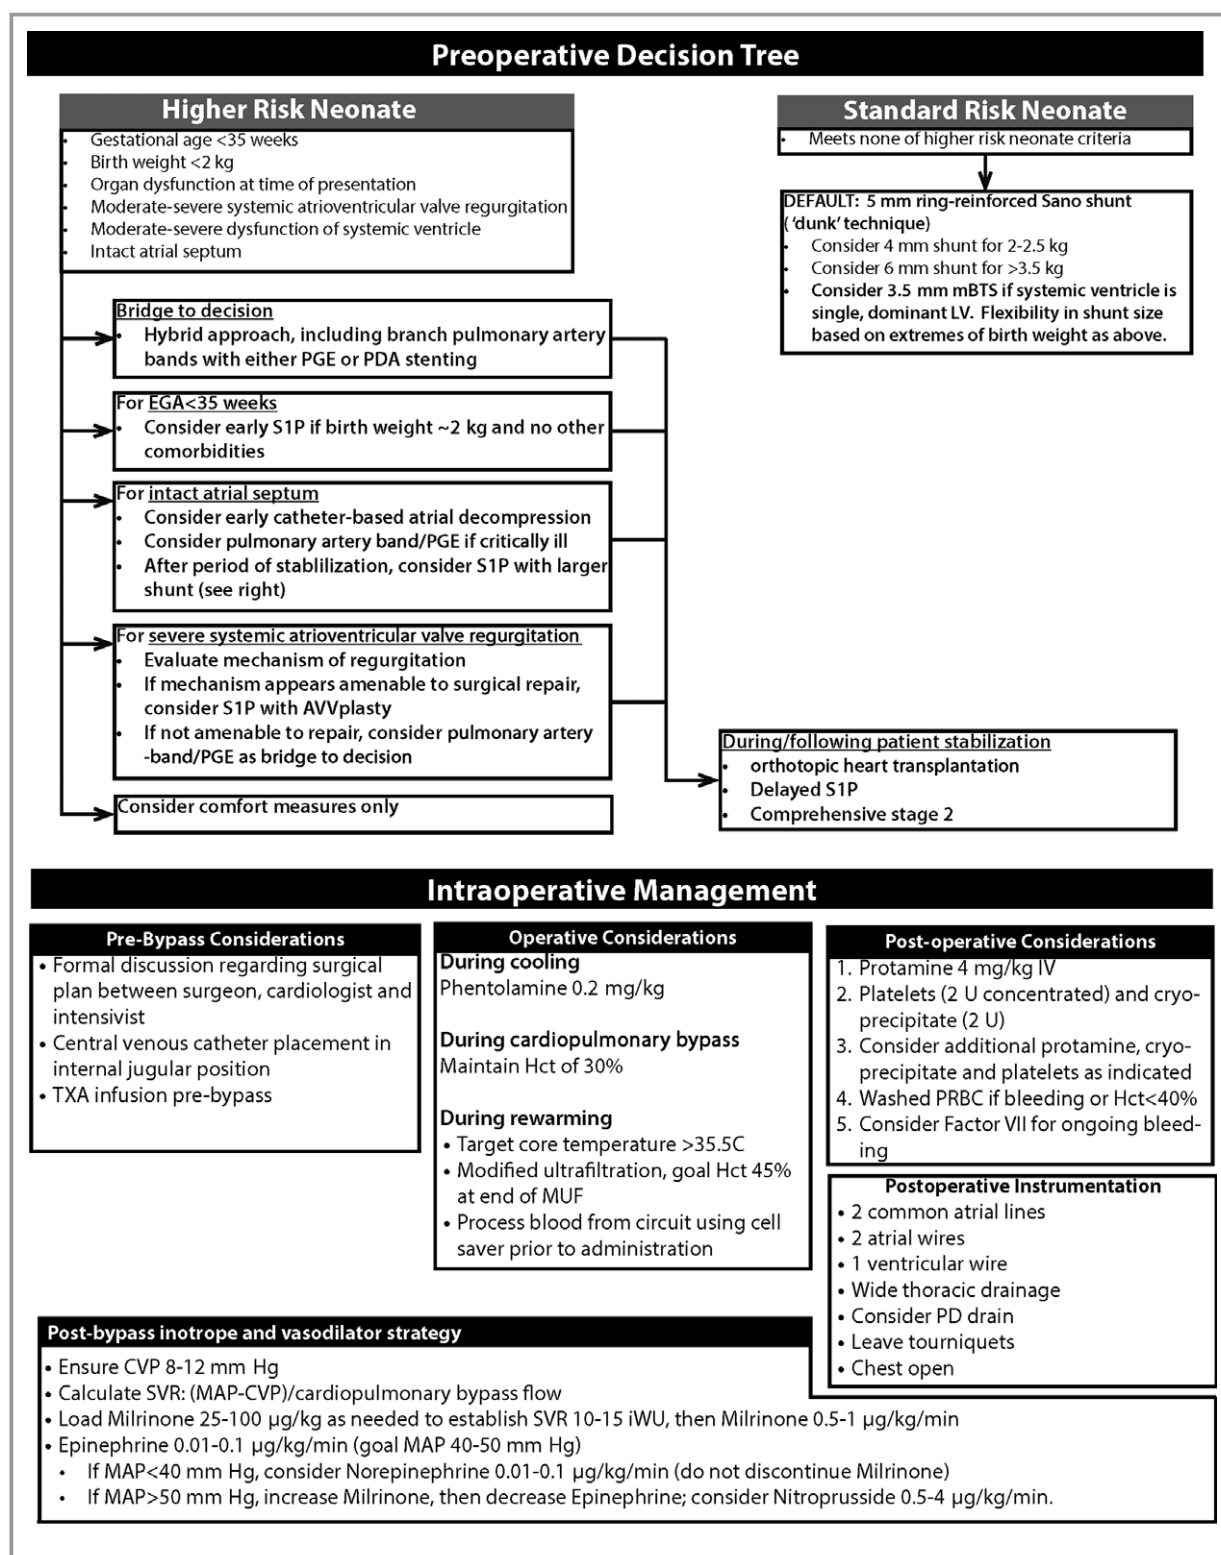 Preoperative Decision Tree
Higher Risk Neonate
• Gestational age <35 weeks
• Birth weight <2 kg
• Organ dysfunction at time of presentation
• Moderate-severe systemic atrioventricular valve regurgitation
• Moderate-severe dysfunction of systemic ventricle
• Intact atrial septum
Standard Risk Neonate
• Meets none of higher risk neonate criteria
DEFAULT: 5 mm ring-reinforced Sano shunt
( 'dunk' technique)
• Consider 4 mm shunt for 2-2.5 kg
• Consider 6 mm shunt for >3.5 kg
• Consider 3.5 mm mBTS if systemic ventricle is
single, dominant LV. Flexibility in shunt size
based on extremes of birth weight as above.
Bridge to decision
• Hybrid approach, including branch pulmonary artery
bands with either PGE or PDA stenting
For EGA<35 weeks
• Consider early S1P if birth weight ~2 kg and no other
comorbidities
For intact atrial septum
• Consider early catheter-based atrial decompression
• Consider pulmonary artery band/PGE if critically ill
• After period of stablilization, consider S1P with larger
shunt (see right)
For severe systemic atrioventricular valve regurgitation
• Evaluate mechanism of regurgitation
• If mechanism appears amenable to surgical repair,
consider S1P with AVVplasty
• If not amenable to repair, consider pulmonary artery
-band/PGE as bridge to decision
Consider comfort measures only
During/following patient stabilization
• orthotopic heart transplantation
• Delayed S1P
• Comprehensive stage 2
Intraoperative Management
Pre-Bypass Considerations
• Formal discussion regarding surgical
plan between surgeon, cardiologist and
intensivist
• Central venous catheter placement in
internal jugular position
• TXA infusion pre-bypass
Operative Considerations
During cooling
Phentolamine 0.2 mg/kg
During cardiopulmonary bypass
Maintain Hct of 30%
During rewarming
• Target core temperature >35.5C
• Modified ultrafiltration, goal Hct 45%
at end of MUF
• Process blood from circuit using cell
saver prior to administration
Post-operative Considerations
1. Protamine 4 mg/kg IV
2. Platelets (2 U concentrated) and cryo-
precipitate (2 U)
3. Consider additional protamine, cryo-
precipitate and platelets as indicated
4. Washed PRBC if bleeding or Hct<40%
5. Consider Factor VII for ongoing bleed-
ing
Postoperative Instrumentation
• 2 common atrial lines
• 2 atrial wires
• 1 ventricular wire
• Wide thoracic drainage
• Consider PD drain
• Leave tourniquets
• Chest open
Post-bypass inotrope and vasodilator strategy
• Ensure CVP 8-12 mm Hg
• Calculate SVR: (MAP-CVP)/cardiopulmonary bypass flow
• Load Milrinone 25-100 µg/kg as needed to establish SVR 10-15 iWU, then Milrinone 0.5-1 µg/kg/min
• Epinephrine 0.01-0.1 µg/kg/min (goal MAP 40-50 mm Hg)
• If MAP<40 mm Hg, consider Norepinephrine 0.01-0.1 µg/kg/min (do not discontinue Milrinone)
• If MAP>50 mm Hg, increase Milrinone, then decrease Epinephrine; consider Nitroprusside 0.5-4 µg/kg/min.